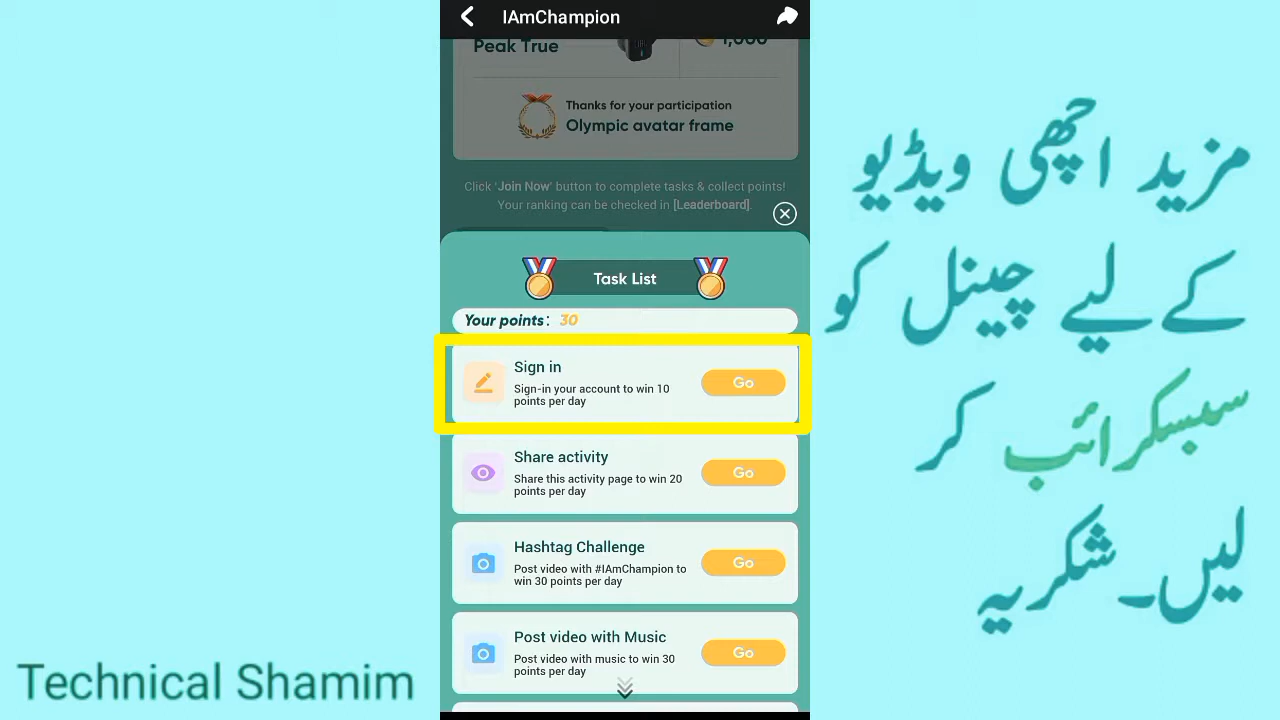 IAmChampion
Peak True
1,000
Thanks for your participation
Olympic avatar frame
Click 'Join Now' button to complete tasks & collect points!
Your ranking can be checked in [Leaderboard].
Task List
Your points: 30
Sign in
Sign-in your account to win 10
points per day
Go
Share activity
Share this activity page to win 20
points per day
Go
Hashtag Challenge
Post video with #IAmChampion to
win 30 points per day
Go
Post video with Music
Post video with music to win 30
points per day
Go
مزید اچھی ویڈیو
کے لیے چینل کو
سبسکرائب کر
لیں۔ شکریہ
Technical Shamim